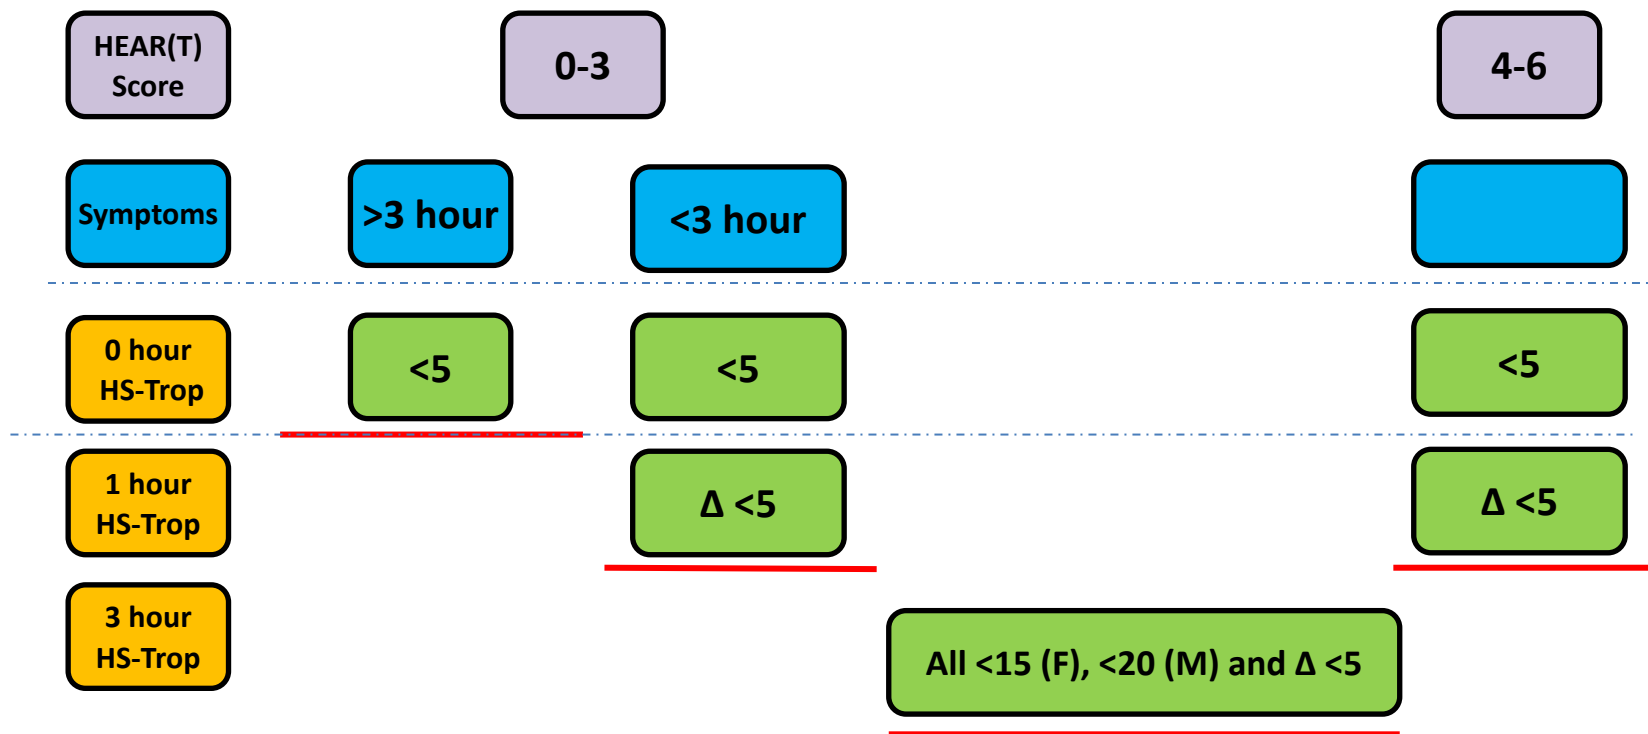 HEAR(T)
Score
0-3
4-6
Symptoms
>3 hour
<3 hour
0 hour
HS-Trop
<5
<5
<5
1 hour
HS-Trop
Δ <5
Δ <5
3 hour
HS-Trop
All <15 (F), <20 (M) and Δ <5